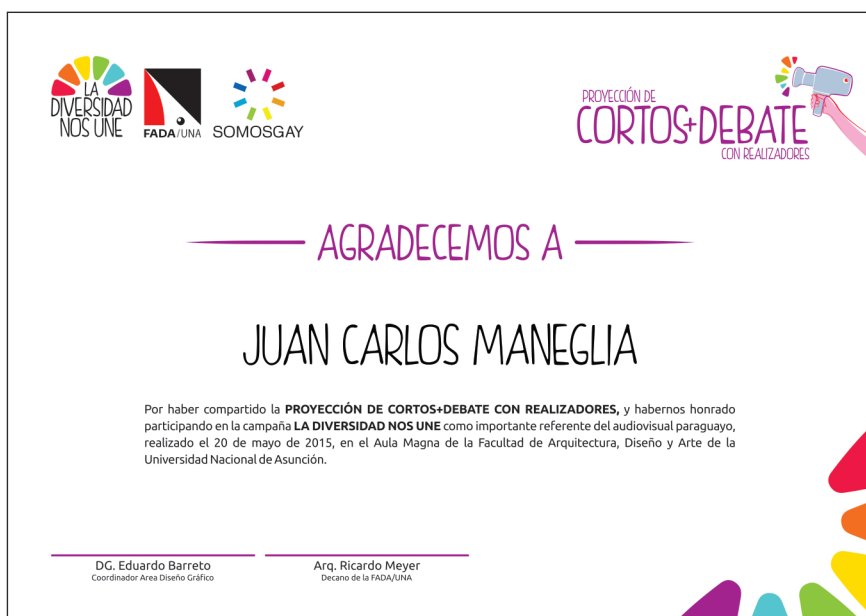 LA
DIVERSIDAD
NOS UNE
FADA/UNA
SOMOSGAY
PROYECCIÓN DE
CORTOS+DEBATE
CON REALIZADORES
AGRADECEMOS A
JUAN CARLOS MANEGLIA
Por haber compartido la PROYECCIÓN DE CORTOS+DEBATE CON REALIZADORES, y habernos honrado
participando en la campaña LA DIVERSIDAD NOS UNE como importante referente del audiovisual paraguayo,
realizado el 20 de mayo de 2015, en el Aula Magna de la Facultad de Arquitectura, Diseño y Arte de la
Universidad Nacional de Asunción.
DG. Eduardo Barreto
Coordinador Area Diseño Gráfico
Arq. Ricardo Meyer
Decano de la FADA/UNA